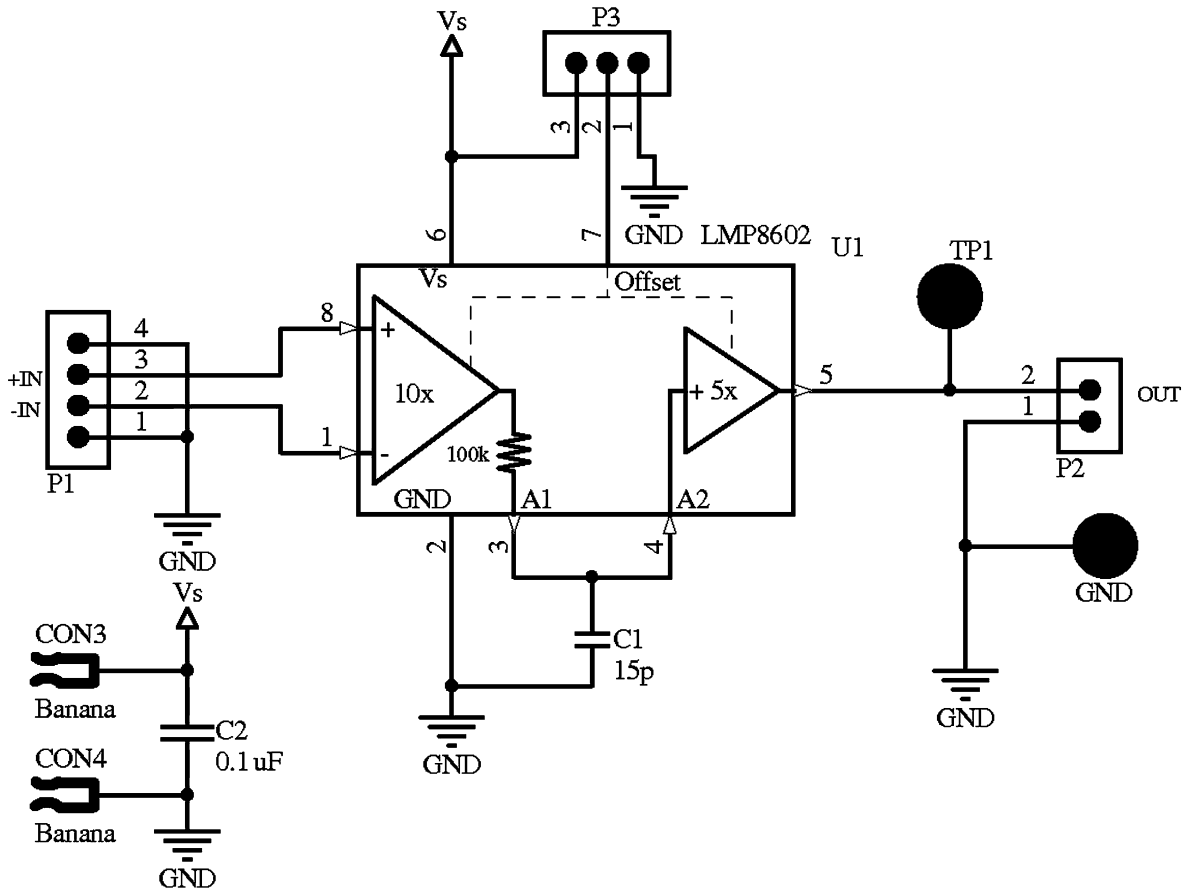 Vs
P3
3
2
1
6
7
GND
LMP8602
U1
TP1
Vs
Offset
8
+
4
3
2
1
+IN
-IN
P1
10x
+ 5x
5
2
1
OUT
P2
1
-
100k
GND
A1
A2
2
3
4
GND
GND
Vs
C1
15p
CON3
Banana
C2
0.1uF
CON4
Banana
GND
GND
GND